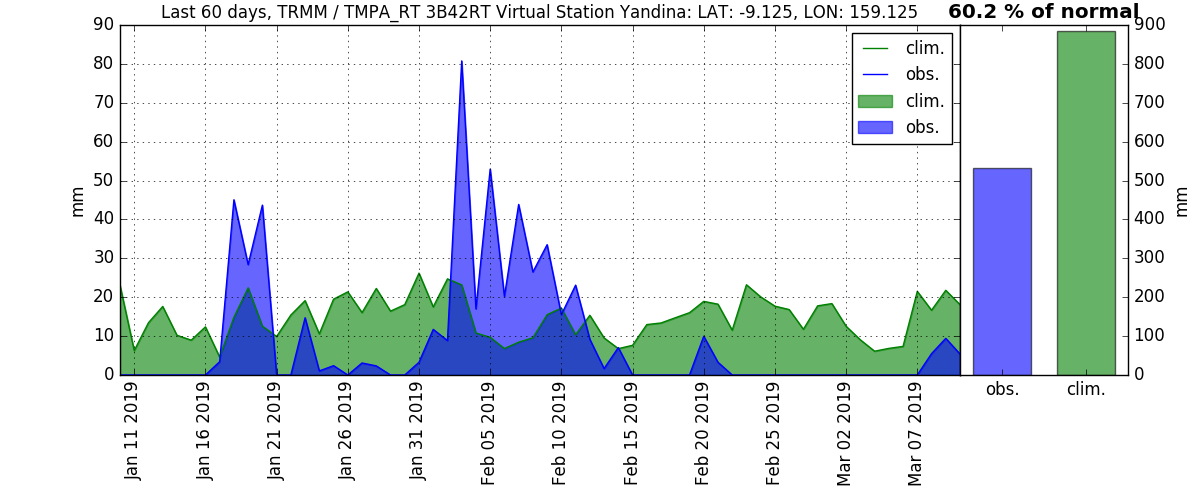 Last 60 days, TRMM / TMPA_RT 3B42RT Virtual Station Yandina: LAT: -9.125, LON: 159.125
60.2 % of normal
90
80
70
60
50
40
30
20
10
0
mm
clim.
obs.
clim.
obs.
Jan 11 2019
Jan 16 2019
Jan 21 2019
Jan 26 2019
Jan 31 2019
Feb 05 2019
Feb 10 2019
Feb 15 2019
Feb 20 2019
Feb 25 2019
Mar 02 2019
Mar 07 2019
900
800
700
600
500
400
300
200
100
0
mm
obs.
clim.